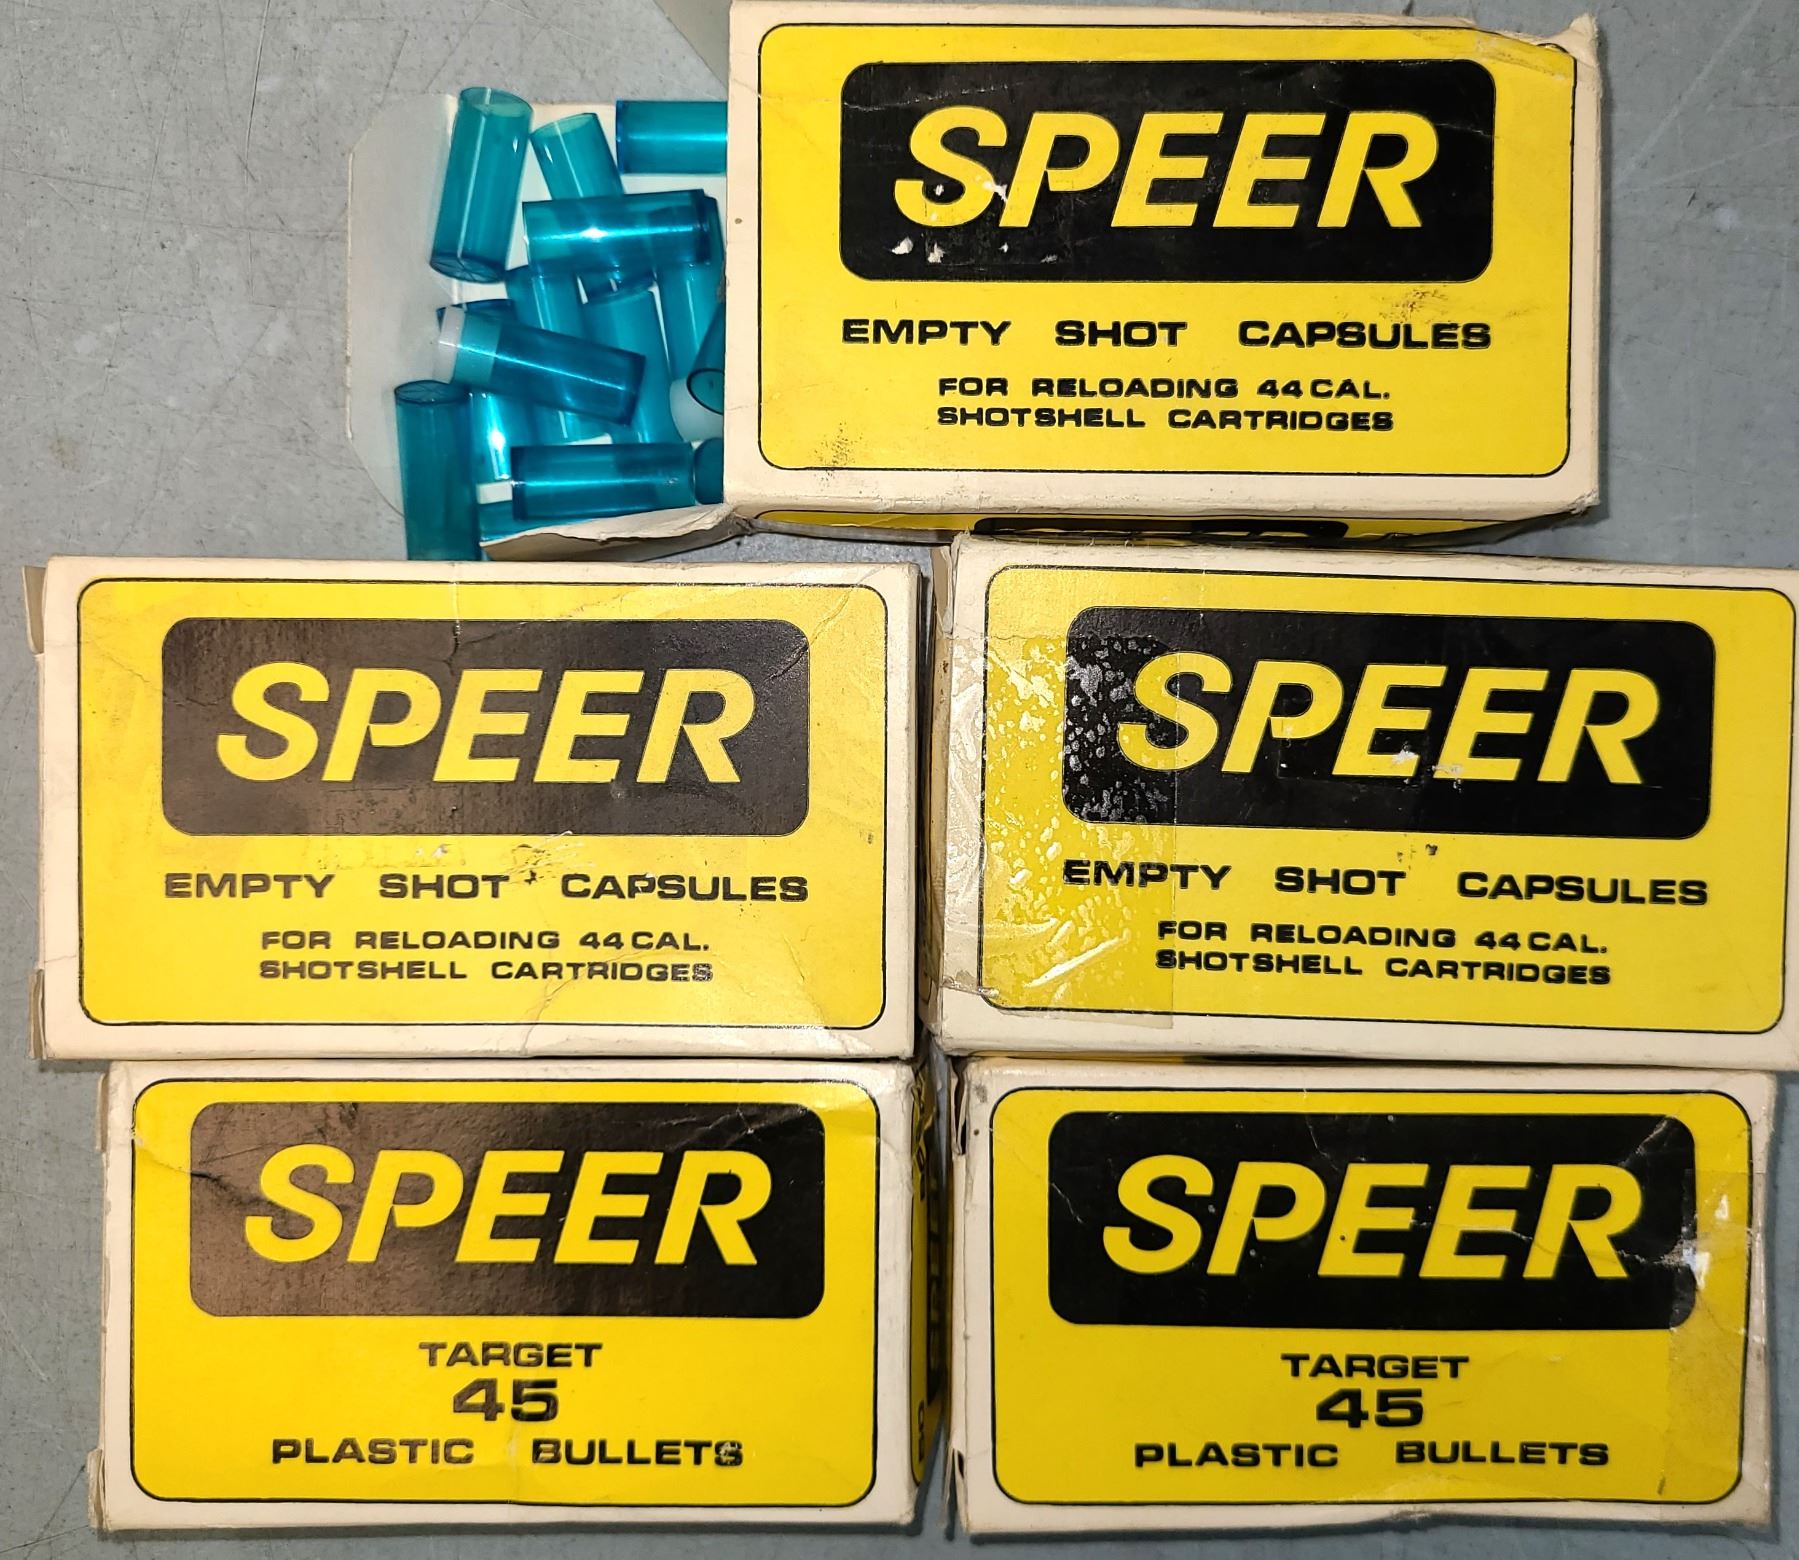 SPEER
EMPTY SHOT CAPSULES
FOR RELOADING 44 CAL.
SHOTSHELL CARTRIDGES
SPEER
EMPTY SHOT CAPSULES
FOR RELOADING 44 CAL.
SHOTSHELL CARTRIDGES
SPEER
EMPTY SHOT CAPSULES
FOR RELOADING 44 CAL.
SHOTSHELL CARTRIDGES
SPEER
TARGET
45
PLASTIC BULLETS
SPEER
TARGET
45
PLASTIC BULLETS